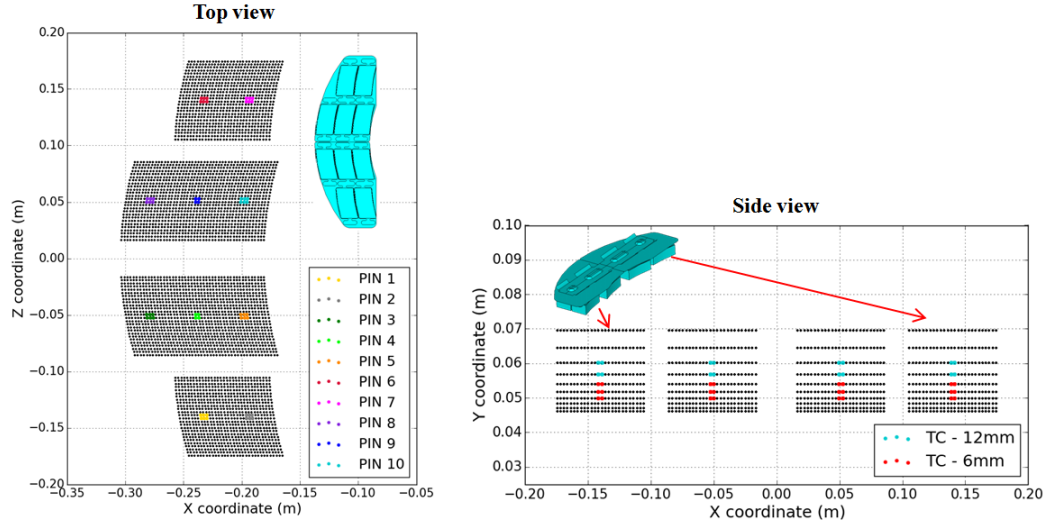 Top view
0.20
0.15
0.10
0.05
0.00
−0.05
−0.10
−0.15
−0.20
Z coordinate (m)
−0.35 −0.30 −0.25 −0.20 −0.15 −0.10 −0.05
X coordinate (m)
PIN 1
PIN 2
PIN 3
PIN 4
PIN 5
PIN 6
PIN 7
PIN 8
PIN 9
PIN 10
Side view
0.10
0.09
0.08
0.07
0.06
0.05
0.04
0.03
Y coordinate (m)
−0.20 −0.15 −0.10 −0.05 0.00 0.05 0.10 0.15 0.20
X coordinate (m)
TC - 12mm
TC - 6mm